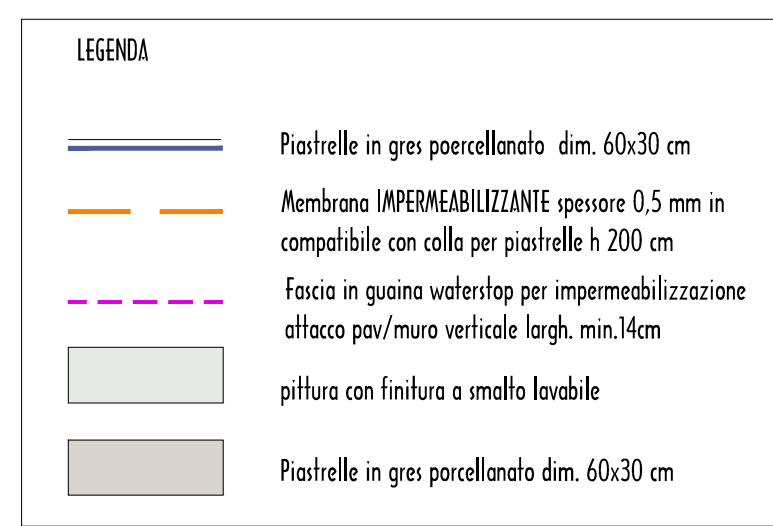 LEGENDA
Piastrelle in gres poercellanato dim. 60x30 cm
Membrana IMPERMEABILIZZANTE spessore 0,5 mm in
compatibile con colla per piastrelle h 200 cm
Fascia in guaina waterstop per impermeabilizzazione
attacco pav/muro verticale largh. min.14cm
pittura con finitura a smalto lavabile
Piastrelle in gres porcellanato dim. 60x30 cm